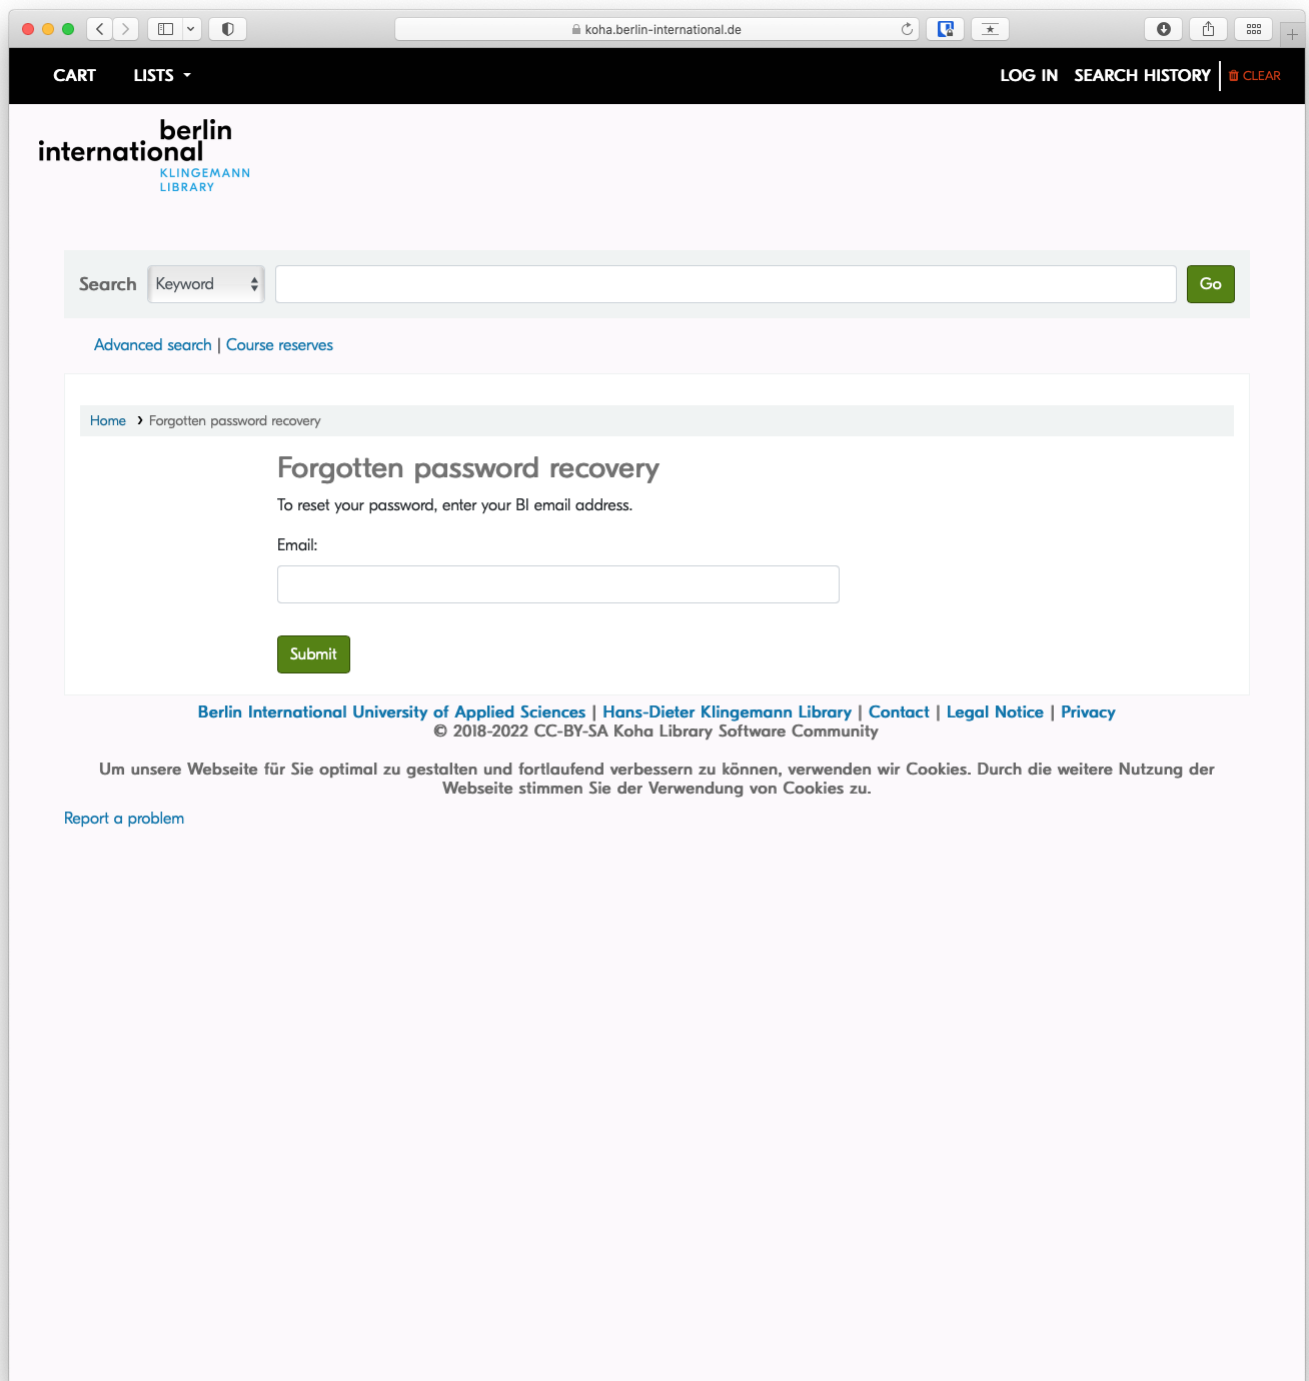 koha.berlin-international.de
CART LISTS LOG IN SEARCH HISTORY CLEAR
berlin
international
KLINGEMANN
LIBRARY
Search Keyword Go
Advanced search | Course reserves
Home › Forgotten password recovery
Forgotten password recovery
To reset your password, enter your BI email address.
Email:
Submit
Berlin International University of Applied Sciences | Hans-Dieter Klingemann Library | Contact | Legal Notice | Privacy
© 2018-2022 CC-BY-SA Koha Library Software Community
Um unsere Webseite für Sie optimal zu gestalten und fortlaufend verbessern zu können, verwenden wir Cookies. Durch die weitere Nutzung der
Webseite stimmen Sie der Verwendung von Cookies zu.
Report a problem